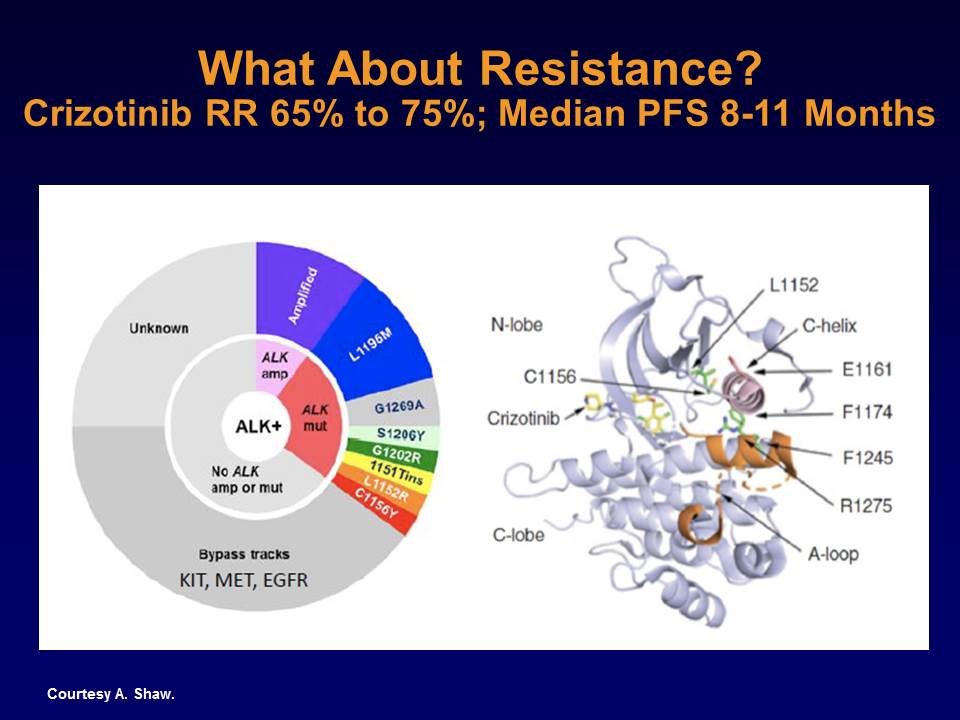 What About Resistance?
Crizotinib RR 65% to 75%; Median PFS 8-11 Months
Unknown
Amplified
L1196M
G1269A
S1206Y
G1202R
1151Tins
L1152R
C1156Y
ALK
amp
ALK
mut
ALK+
No ALK
amp or mut
Bypass tracks
KIT, MET, EGFR
N-lobe
C1156
Crizotinib
C-lobe
L1152
C-helix
E1161
F1174
F1245
R1275
A-loop
Courtesy A. Shaw.